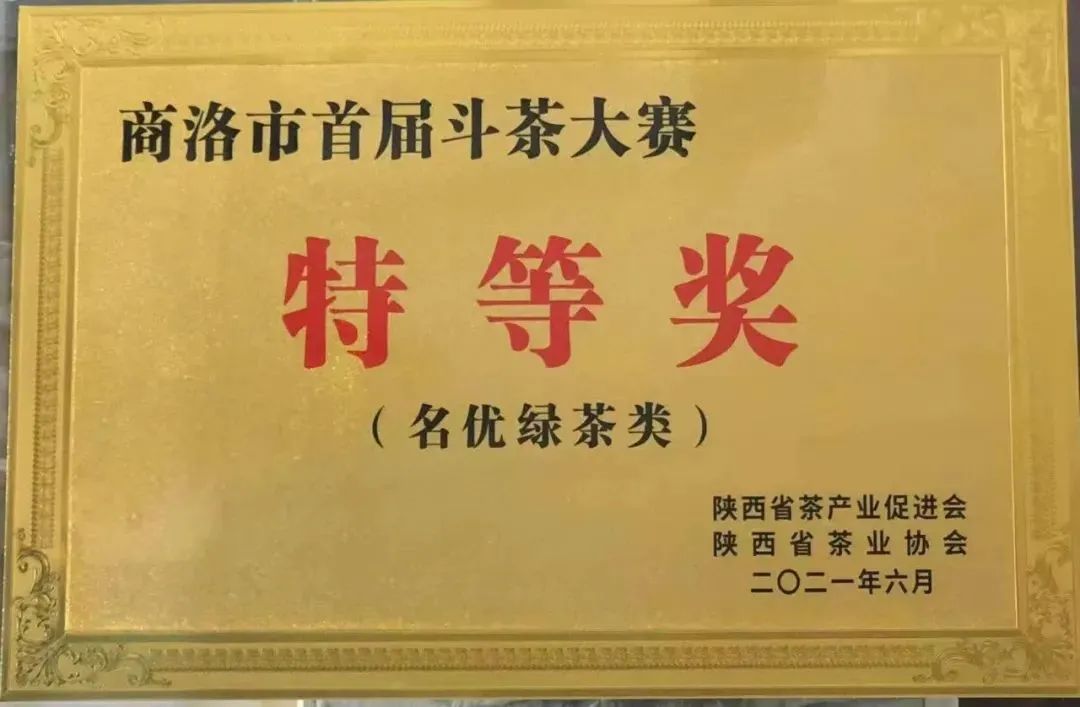 商洛市首届斗茶大赛
特等奖
（名优绿茶类）
陕西省茶产业促进会
陕西省茶业协会
二〇二一年六月